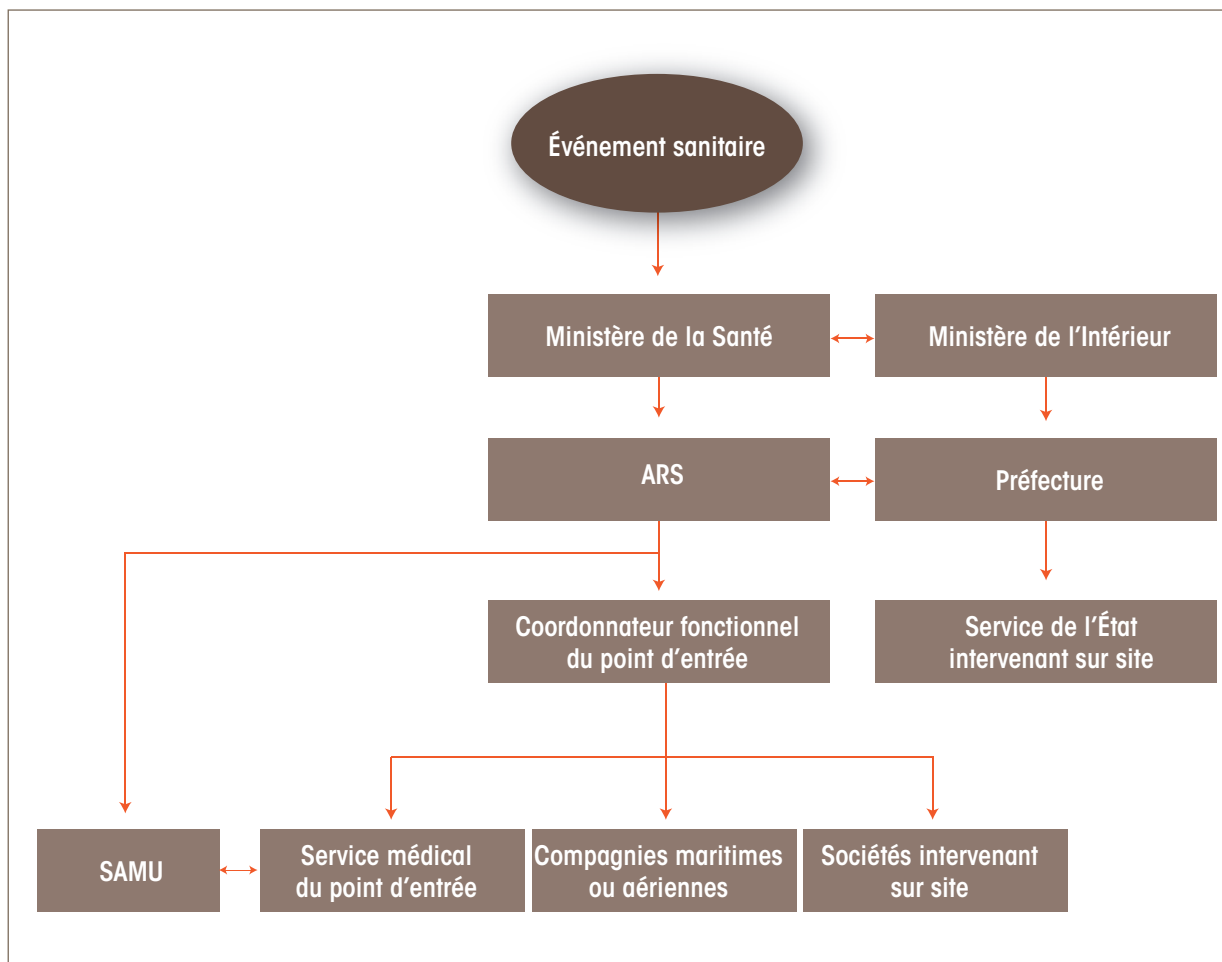 Événement sanitaire
Ministère de la Santé
Ministère de l'Intérieur
ARS
Préfecture
Coordonnateur fonctionnel
du point d'entrée
Service de l'État
intervenant sur site
SAMU
Service médical
du point d'entrée
Compagnies maritimes
ou aériennes
Sociétés intervenant
sur site